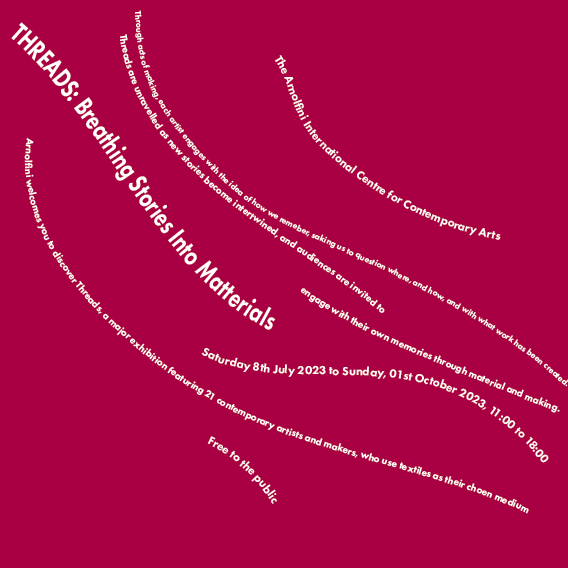 THREADS: Breathing Stories Into Matterials
The Arnolfini International Centre for Contemporary Arts
Through acts of making, each artist engages with the idea of how we remeber, saking us to question where, and how, and with what work has been created.
Threads are unravelled as new stories become intertwined, and audiences are invited to
engage with their own memories through material and making.
Arnolfini welcomes you to discover Threads, a major exhibition featuring 21 contemporary artists and makers, who use textiles as their choen medium
Saturday 8th July 2023 to Sunday, 01st October 2023, 11:00 to 18:00
Free to the public